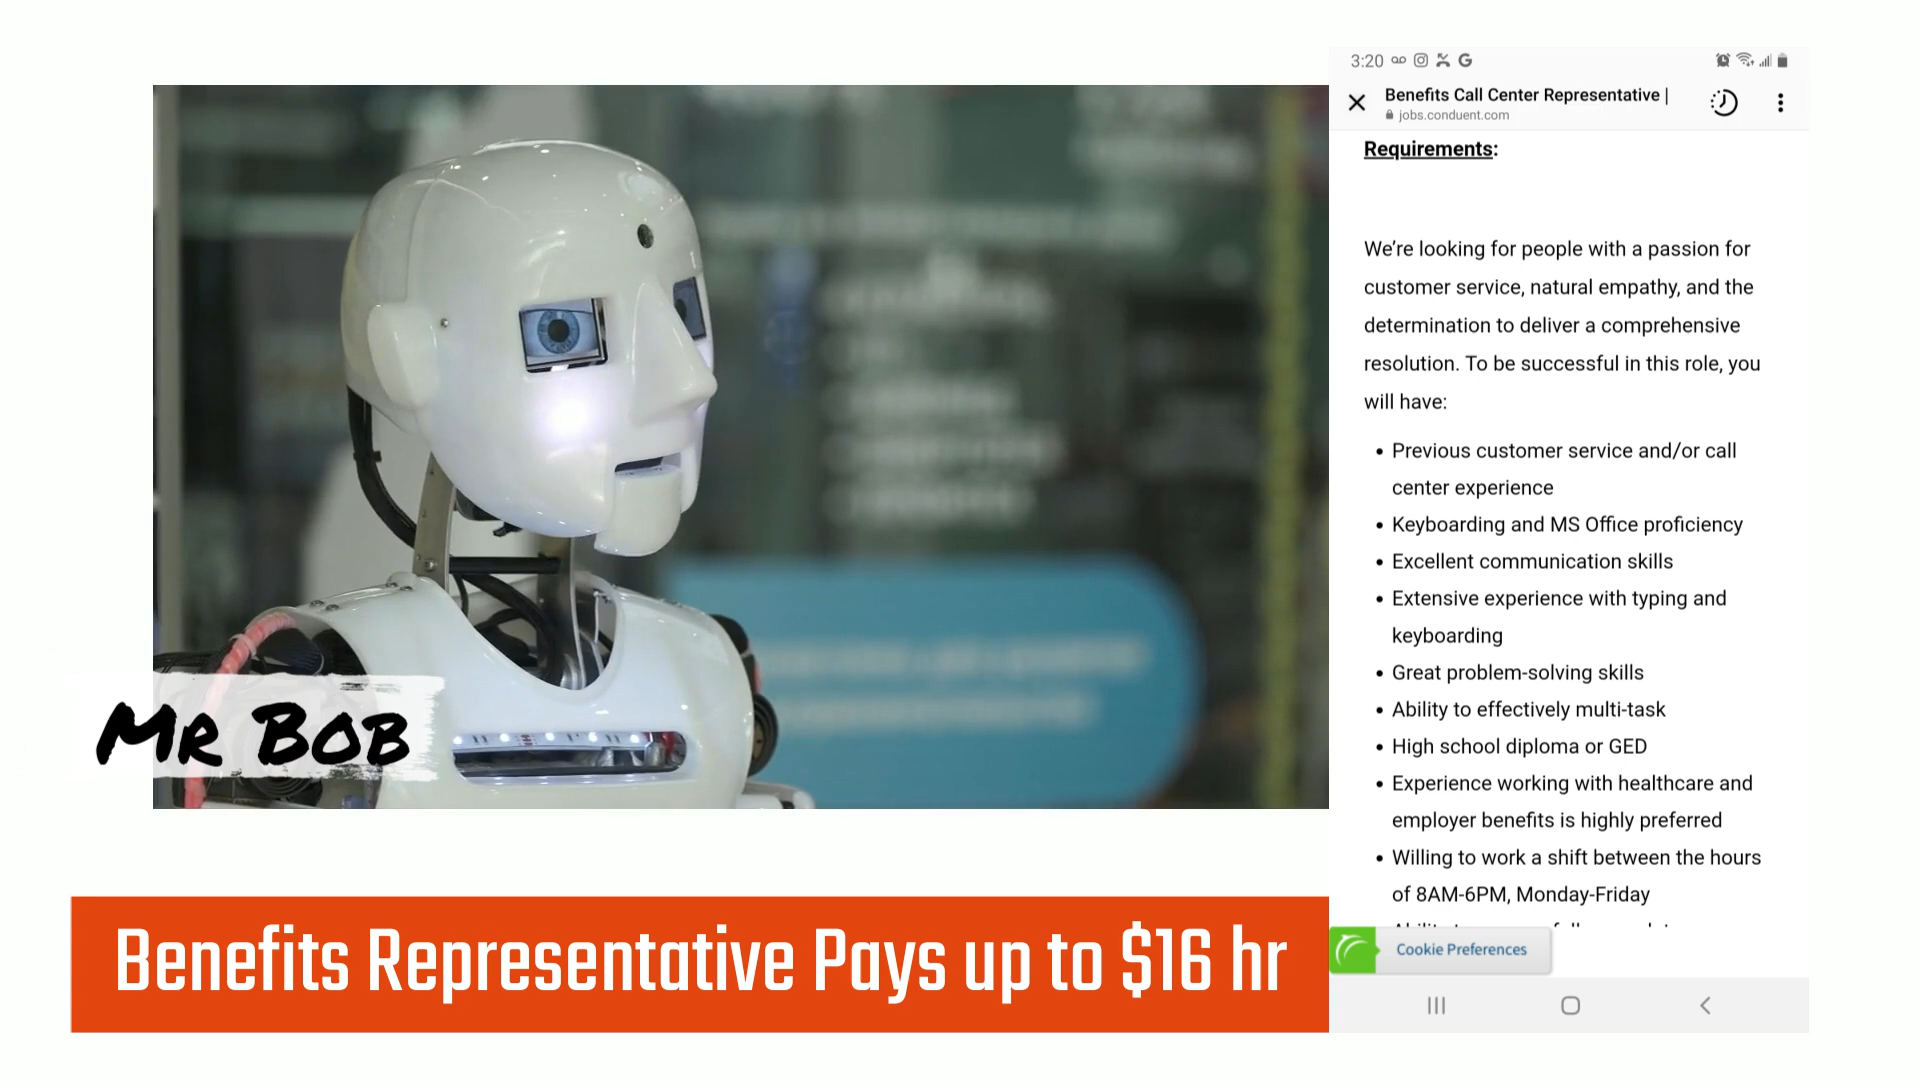 3:20
Benefits Call Center Representative |
jobs.conduent.com
Requirements:
We’re looking for people with a passion for
customer service, natural empathy, and the
determination to deliver a comprehensive
resolution. To be successful in this role, you
will have:
• Previous customer service and/or call
center experience
• Keyboarding and MS Office proficiency
• Excellent communication skills
• Extensive experience with typing and
keyboarding
• Great problem-solving skills
• Ability to effectively multi-task
• High school diploma or GED
• Experience working with healthcare and
employer benefits is highly preferred
• Willing to work a shift between the hours
of 8AM-6PM, Monday-Friday
Cookie Preferences
Mr Bob
Benefits Representative Pays up to $16 hr